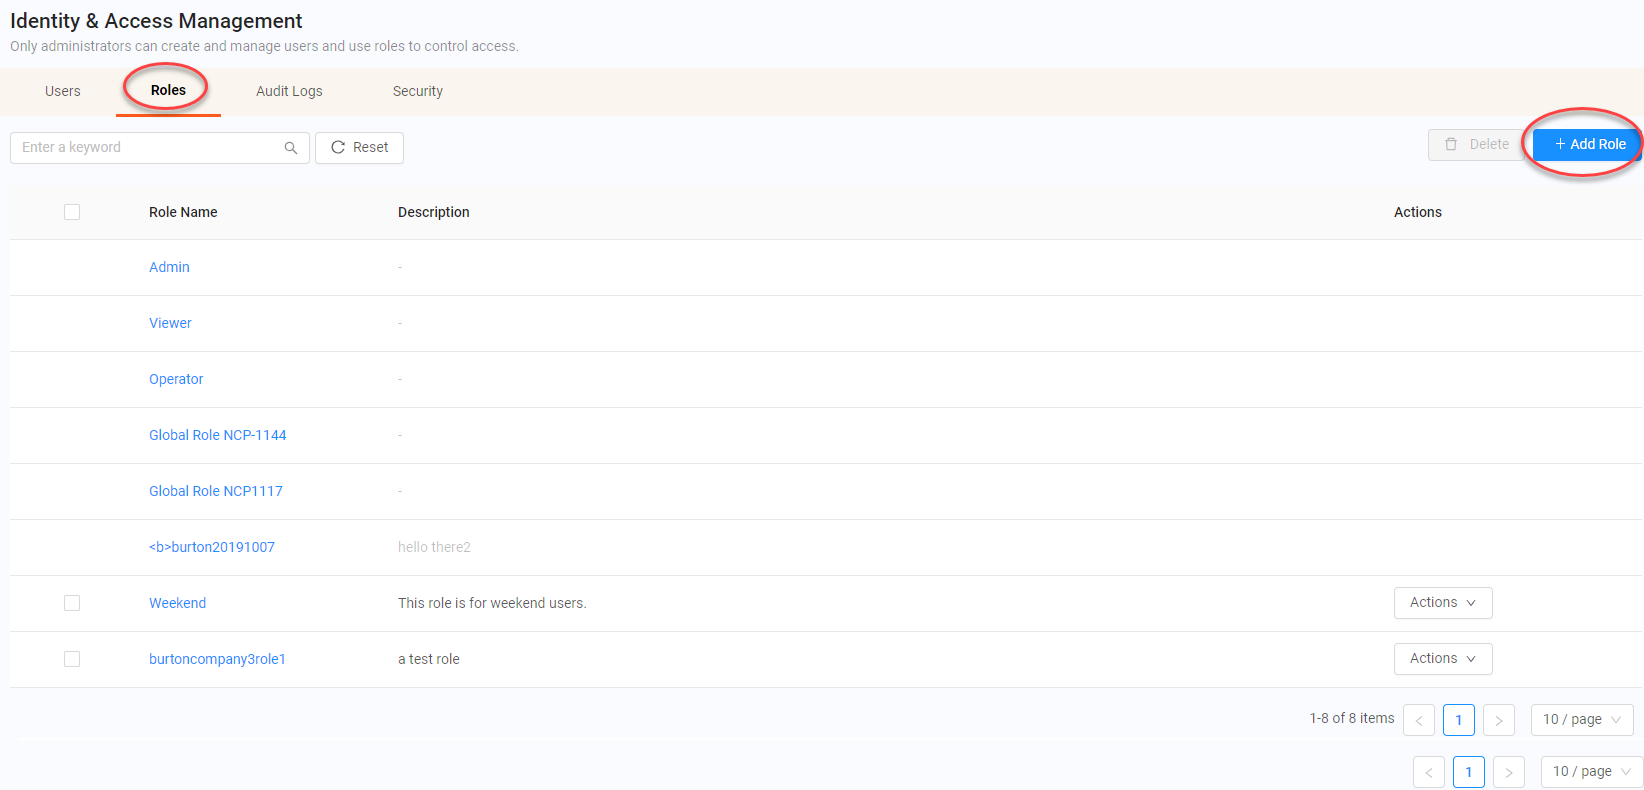 Identity & Access Management
Only administrators can create and manage users and use roles to control access.
Users Roles Audit Logs Security
Enter a keyword Reset Delete + Add Role
Role Name Description Actions
Admin -
Viewer -
Operator -
Global Role NCP-1144 -
Global Role NCP1117 -
<b>burton20191007 hello there2
Weekend This role is for weekend users. Actions
burtoncompany3role1 a test role Actions
1-8 of 8 items < 1 > 10 / page
< 1 > 10 / page